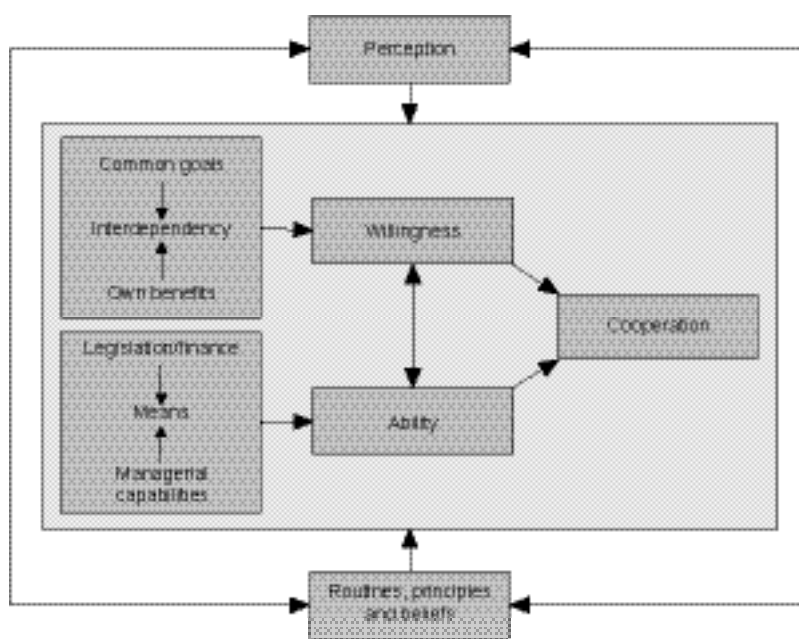 Perception
Common goals
Interdependency
Own benefits
Willingness
Cooperation
Legislation/finance
Means
Managerial
capabilities
Ability
Routines, principles
and beliefs